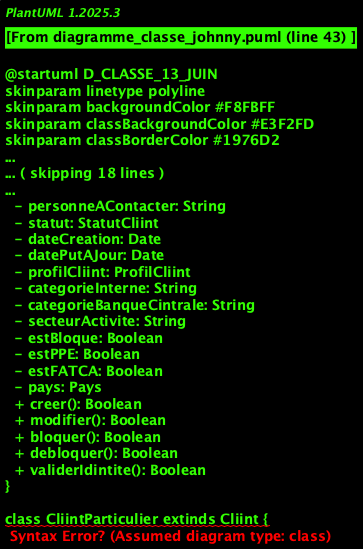 PlantUML 1.2025.3
[From diagramme_classe_johnny.puml (line 43) ]
@startuml D_CLASSE_13_JUIN
skinparam linetype polyline
skinparam backgroundColor #F8FBFF
skinparam classBackgroundColor #E3F2FD
skinparam classBorderColor #1976D2
...
... ( skipping 18 lines )
...
- personneAContacter: String
- statut: StatutCliint
- dateCreation: Date
- datePutAJour: Date
- profilCliint: ProfilCliint
- categorieInterne: String
- categorieBanqueCintrale: String
- secteurActivite: String
- estBloque: Boolean
- estPPE: Boolean
- estFATCA: Boolean
- pays: Pays
+ creer(): Boolean
+ modifier(): Boolean
+ bloquer(): Boolean
+ debloquer(): Boolean
+ validerIdintite(): Boolean
}
class CliintParticulier extinds Cliint {
Syntax Error? (Assumed diagram type: class)